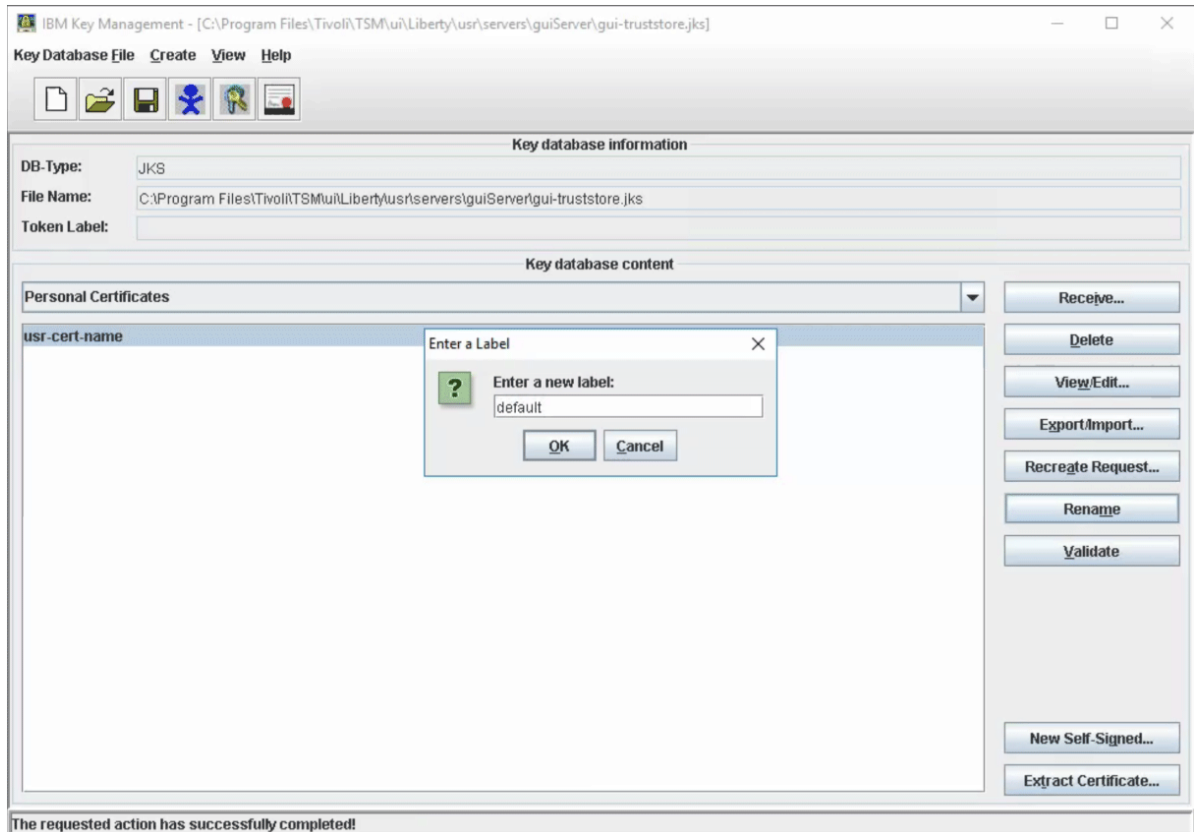 IBM Key Management - [C:\Program Files\Tivoli\TSM\ui\Liberty\usr\servers\guiServer\gui-truststore.jks]
Key Database File Create View Help
Key database information
DB-Type: JKS
File Name: C:\Program Files\Tivoli\TSM\ui\Liberty\usr\servers\guiServer\gui-truststore.jks
Token Label:
Key database content
Personal Certificates
Receive...
usr-cert-name
Delete
Enter a Label
?
Enter a new label:
default
OK Cancel
View/Edit...
Export/Import...
Recreate Request...
Rename
Validate
New Self-Signed...
Extract Certificate...
The requested action has successfully completed!